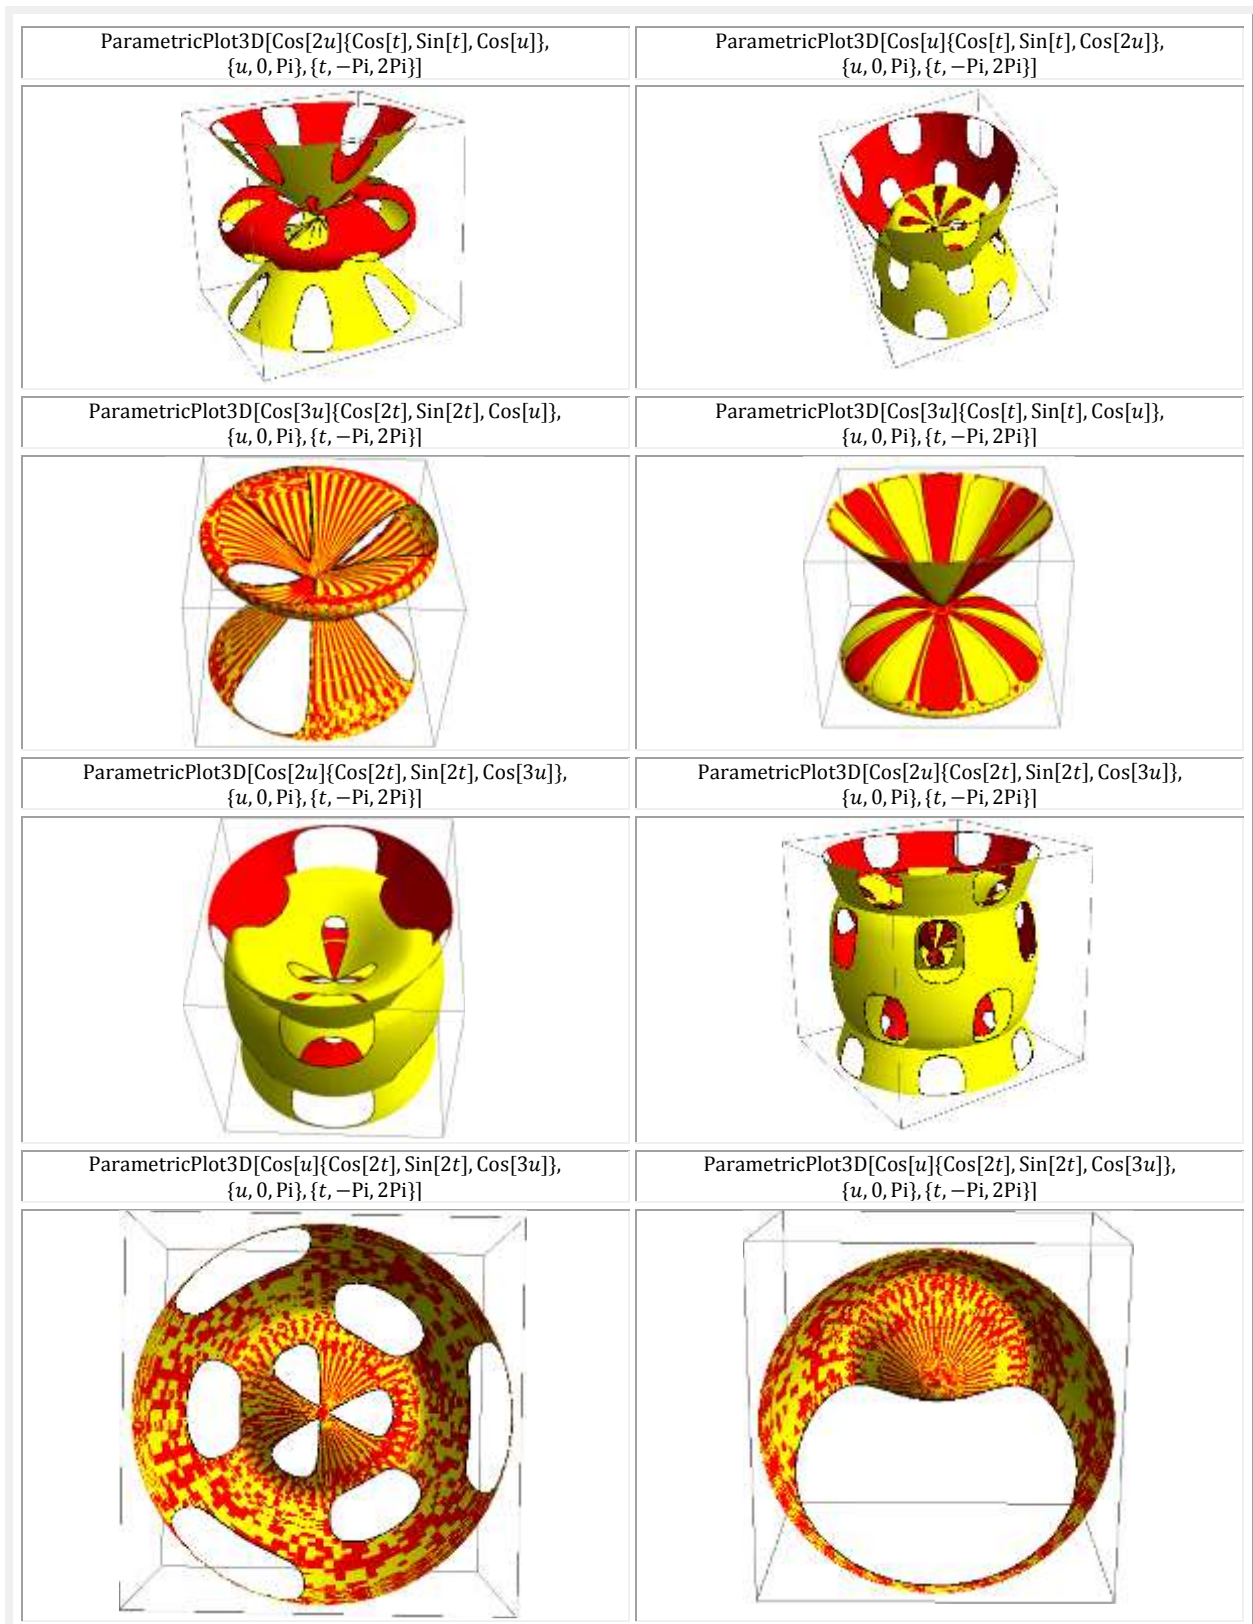 ParametricPlot3D[Cos[2u]{Cos[t], Sin[t], Cos[u]},
{u, 0, Pi}, {t, −Pi, 2Pi}]
ParametricPlot3D[Cos[u]{Cos[t], Sin[t], Cos[2u]},
{u, 0, Pi}, {t, −Pi, 2Pi}]
ParametricPlot3D[Cos[3u]{Cos[2t], Sin[2t], Cos[u]},
{u, 0, Pi}, {t, −Pi, 2Pi}]
ParametricPlot3D[Cos[3u]{Cos[t], Sin[t], Cos[u]},
{u, 0, Pi}, {t, −Pi, 2Pi}]
ParametricPlot3D[Cos[2u]{Cos[2t], Sin[2t], Cos[3u]},
{u, 0, Pi}, {t, −Pi, 2Pi}]
ParametricPlot3D[Cos[2u]{Cos[2t], Sin[2t], Cos[3u]},
{u, 0, Pi}, {t, −Pi, 2Pi}]
ParametricPlot3D[Cos[u]{Cos[2t], Sin[2t], Cos[3u]},
{u, 0, Pi}, {t, −Pi, 2Pi}]
ParametricPlot3D[Cos[u]{Cos[2t], Sin[2t], Cos[3u]},
{u, 0, Pi}, {t, −Pi, 2Pi}]